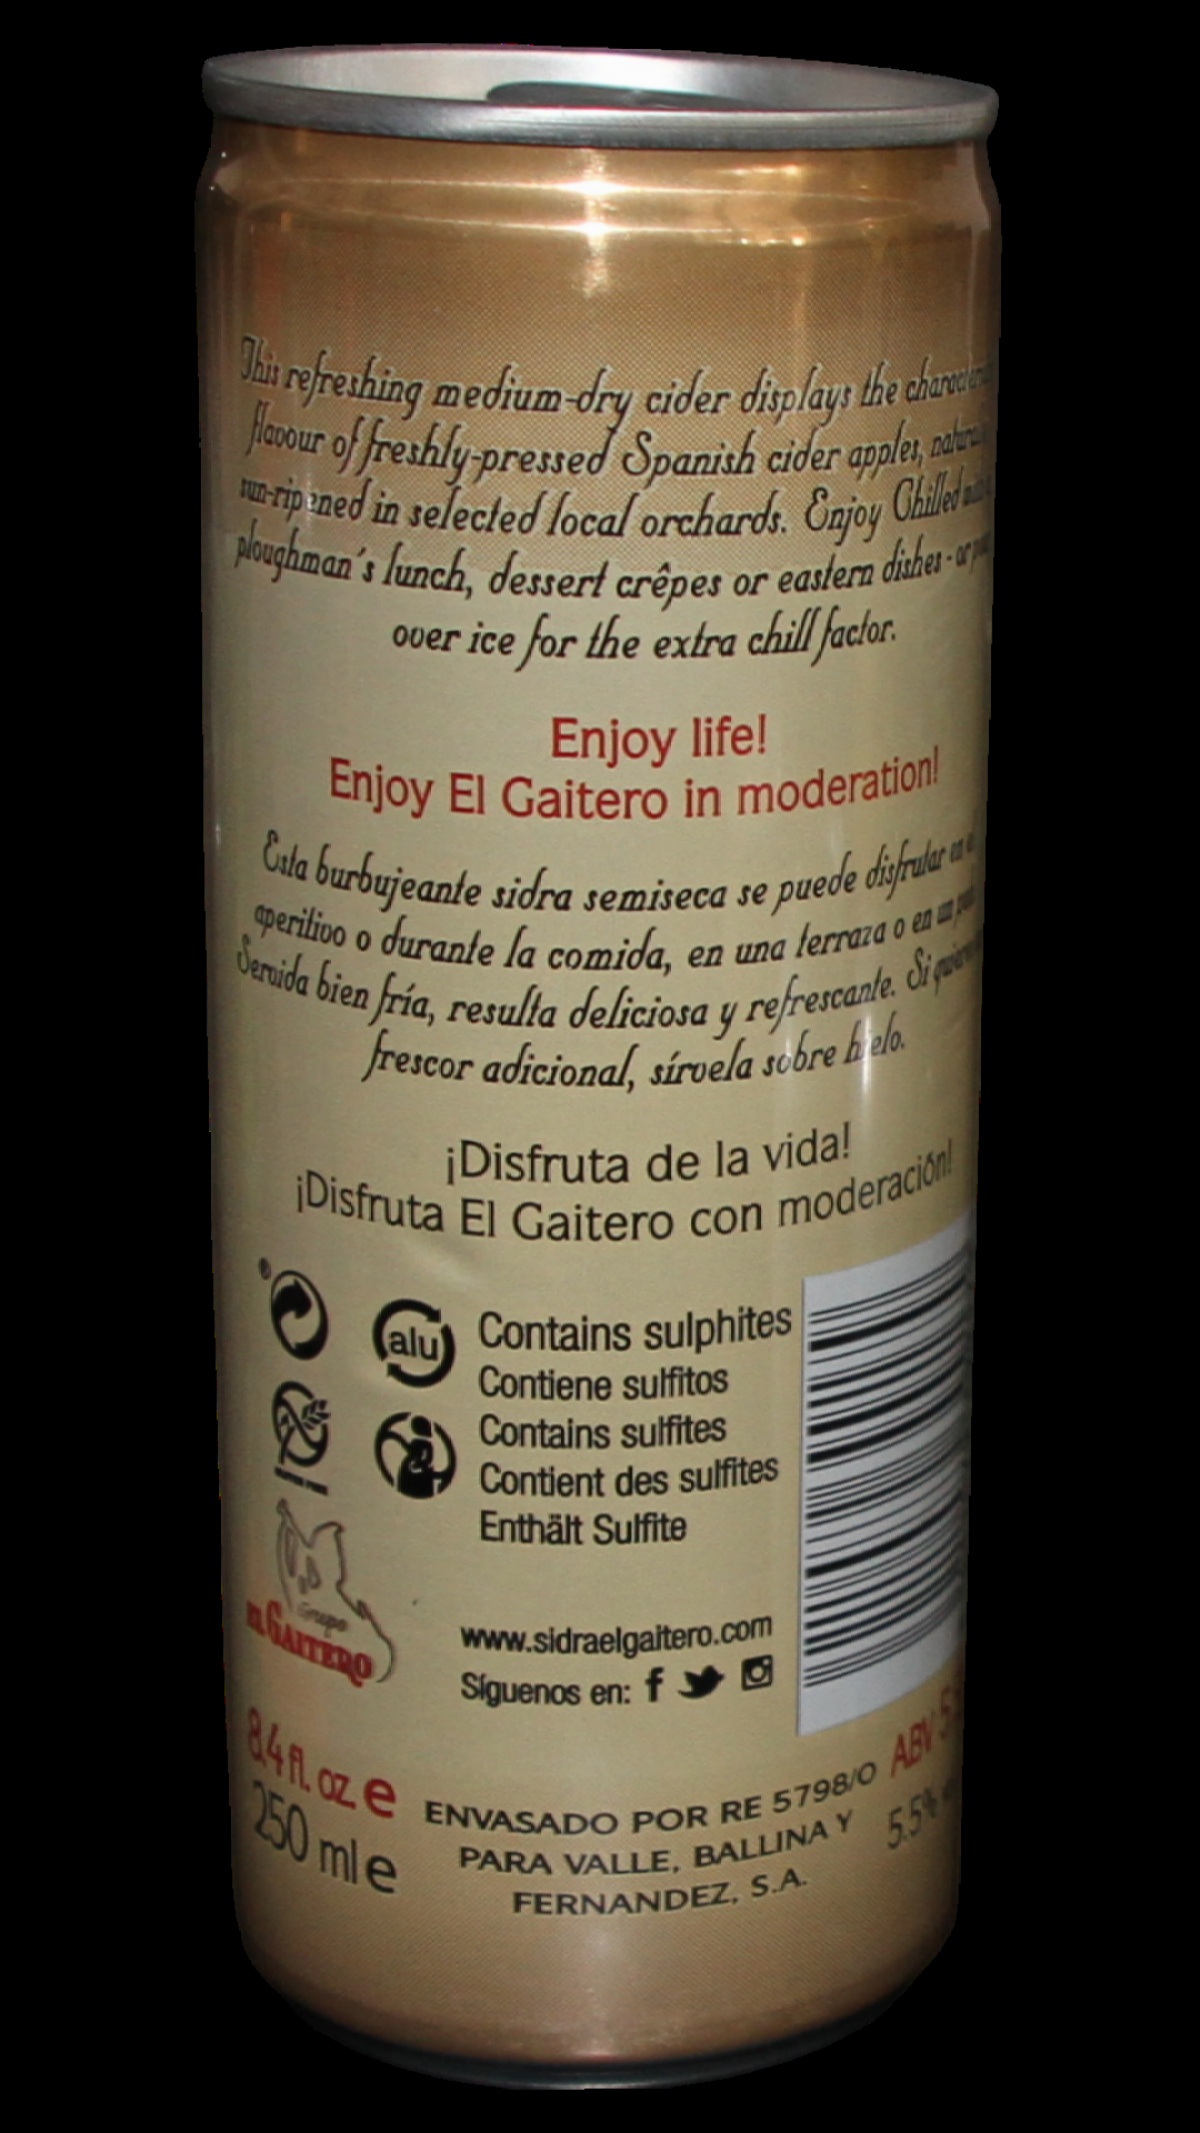 This refreshing medium-dry cider displays the
flavour of freshly-pressed Spanish cider apples,
sun-ripened in selected local orchards. Enjoy Chilled
ploughman's lunch, dessert crêpes or eastern dishes - or
over ice for the extra chill factor.
Enjoy life!
Enjoy El Gaitero in moderation!
Esta burbujeante sidra semiseca se puede disfrutar en
aperitivo o durante la comida, en una terraza o en un
Servida bien fría, resulta deliciosa y refrescante. Si
frescor adicional, sírvela sobre hielo.
¡Disfruta de la vida!
¡Disfruta El Gaitero con moderación!
®
alu
Contains sulphites
Contiene sulfitos
Contains sulfites
Contient des sulfites
Enthält Sulfite
Grupo
EL GAITERO
www.sidraelgaitero.com
Síguenos en:
8.4 fl. oz e
250 ml e
ENVASADO POR RE 5798/O
PARA VALLE, BALLINA Y
FERNANDEZ, S.A.
ABV
5.5%